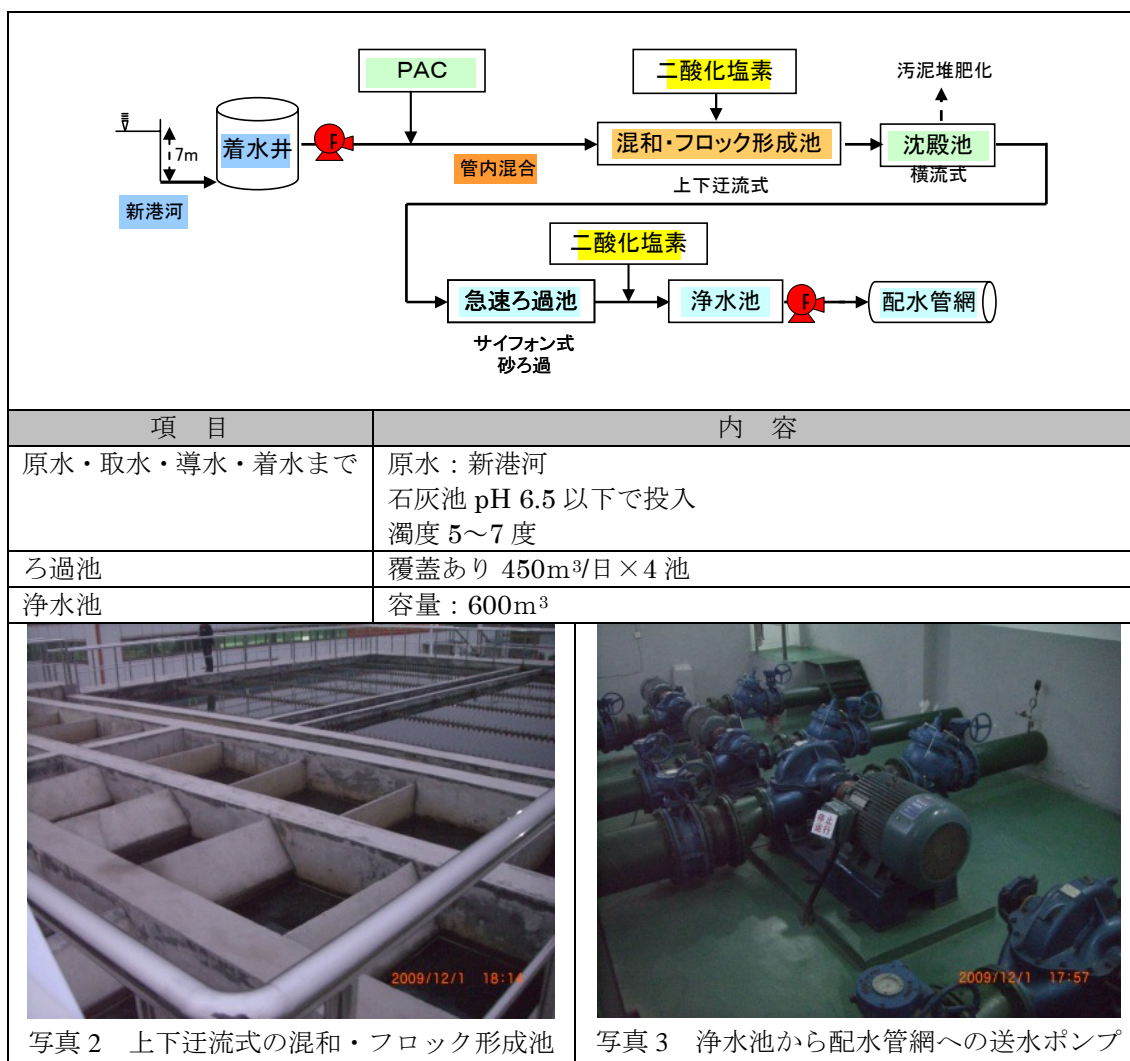 PAC
二酸化塩素
汚泥堆肥化
7m
着水井
P
混和・フロック形成池
沈殿池
管内混合
上下迂流式
横流式
新港河
二酸化塩素
急速ろ過池
浄水池
P
配水管網
サイフォン式
砂ろ過
項 目 内 容
原水・取水・導水・着水まで 原水：新港河
石灰池 pH 6.5 以下で投入
濁度 5～7 度
ろ過池 覆蓋あり 450m³/日×4 池
浄水池 容量：600m³
2009/12/1 18:14
停止
运行
2009/12/1 17:57
写真 2 上下迂流式の混和・フロック形成池
写真 3 浄水池から配水管網への送水ポンプ